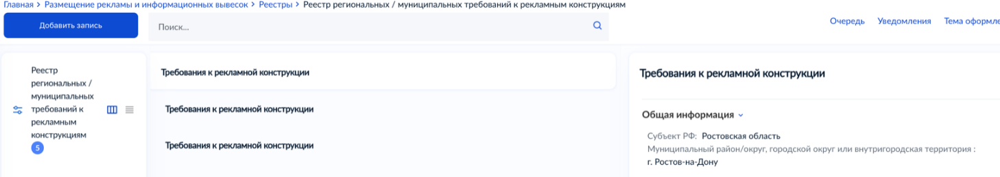 Главная > Размещение рекламы и информационных вывесок > Реестры > Реестр региональных / муниципальных требований к рекламным конструкциям
Добавить запись
Поиск...
Очередь Уведомления Тема оформле
Реестр
региональных /
муниципальных
требований к
рекламным
конструкциям
5
Требования к рекламной конструкции
Требования к рекламной конструкции
Требования к рекламной конструкции
Требования к рекламной конструкции
Общая информация
Субъект РФ: Ростовская область
Муниципальный район/округ, городской округ или внутригородская территория :
г. Ростов-на-Дону